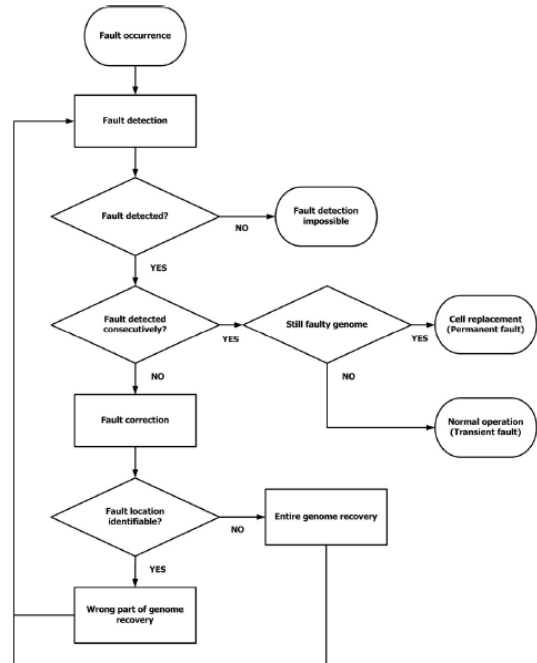 Fault occurrence
Fault detection
Fault detected?
NO
Fault detection
impossible
YES
Fault detected
consecutively?
YES
Still faulty genome
YES
Cell replacement
(Permanent fault)
NO
NO
Normal operation
(Transient fault)
Fault correction
Fault location
identifiable?
NO
Entire genome recovery
YES
Wrong part of genome
recovery